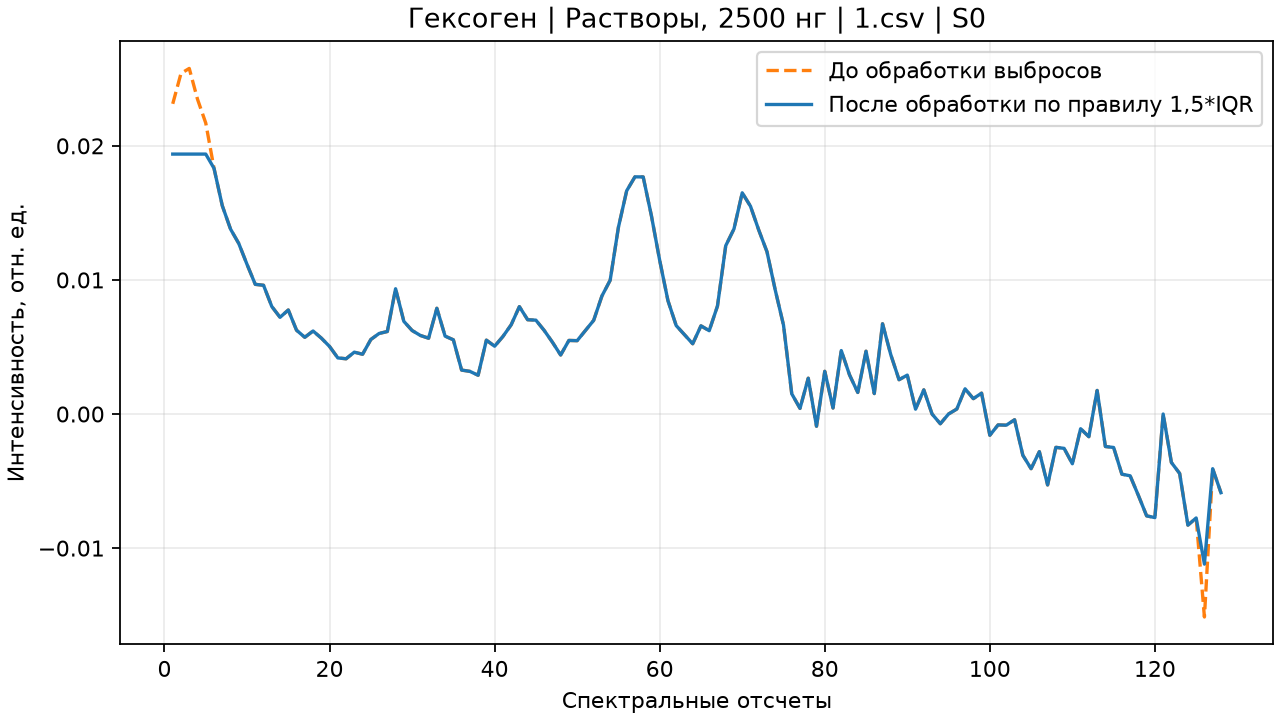 Гексоген | Растворы, 2500 нг | 1.csv | S0
До обработки выбросов
После обработки по правилу 1,5*IQR
Интенсивность, отн. ед.
0.02
0.01
0.00
−0.01
0
20
40
60
80
100
120
Спектральные отсчеты